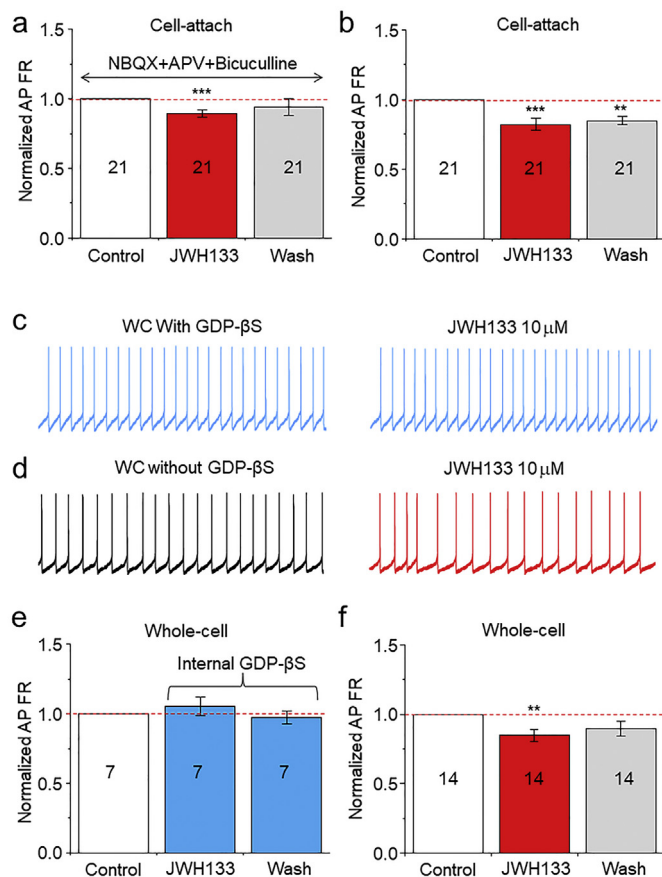 a
Cell-attach
NBQX+APV+Bicuculline
Normalized AP FR
1.5
1.0
0.5
0.0
***
21
21
21
Control
JWH133
Wash
b
Cell-attach
Normalized AP FR
1.5
1.0
0.5
0.0
***
**
21
21
21
Control
JWH133
Wash
c
WC With GDP-βS
JWH133 10 μM
d
WC without GDP-βS
JWH133 10 μM
e
Whole-cell
Internal GDP-βS
Normalized AP FR
1.5
1.0
0.5
0.0
7
7
7
Control
JWH133
Wash
f
Whole-cell
Normalized AP FR
1.5
1.0
0.5
0.0
**
14
14
14
Control
JWH133
Wash